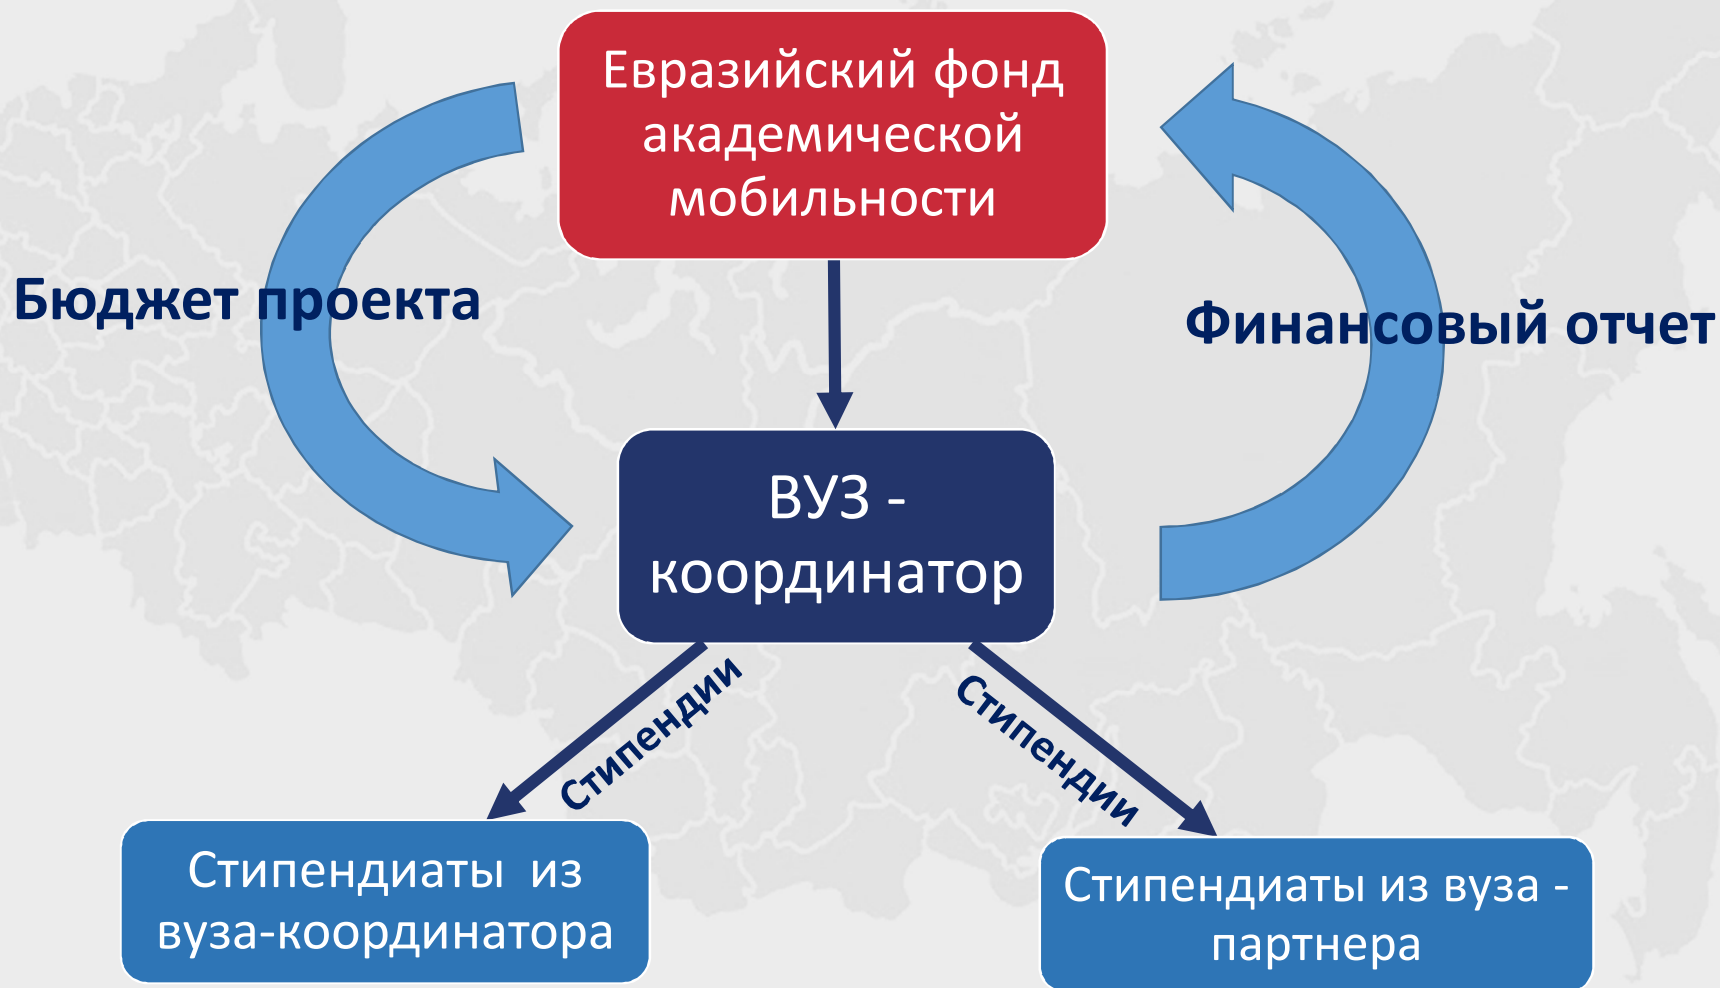 Евразийский фонд
академической
мобильности
Бюджет проекта
Финансовый отчет
ВУЗ -
координатор
Стипендии
Стипендии
Стипендиаты из
вуза-координатора
Стипендиаты из вуза -
партнера